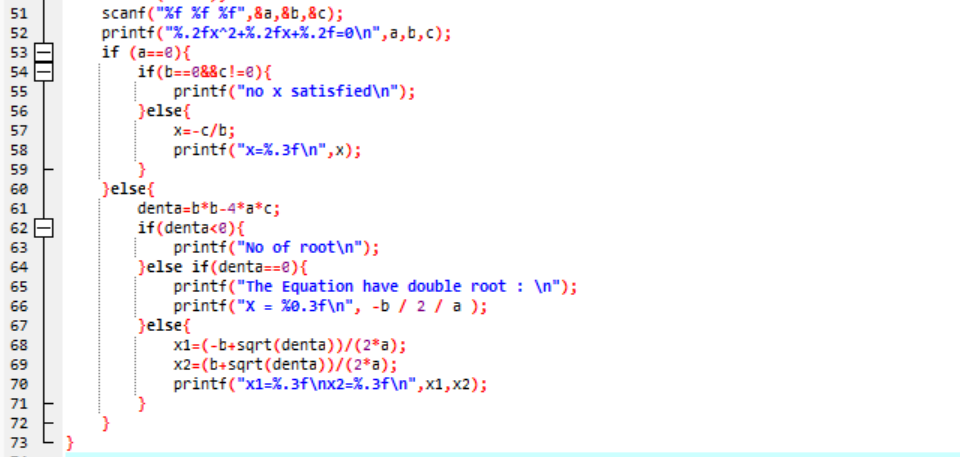 51 scanf("%f %f %f",&a,&b,&c);
52 printf("%.2fx^2+%.2fx+%.2f=0\n",a,b,c);
53 if (a==0){
54 if(b==0&&c!=0){
55 printf("no x satisfied\n");
56 }else{
57 x=-c/b;
58 printf("x=%.3f\n",x);
59 }
60 }else{
61 denta=b*b-4*a*c;
62 if(denta<0){
63 printf("No of root\n");
64 }else if(denta==0){
65 printf("The Equation have double root : \n");
66 printf("X = %0.3f\n", -b / 2 / a );
67 }else{
68 x1=(-b+sqrt(denta))/(2*a);
69 x2=(b+sqrt(denta))/(2*a);
70 printf("x1=%.3f\nx2=%.3f\n",x1,x2);
71 }
72 }
73 }